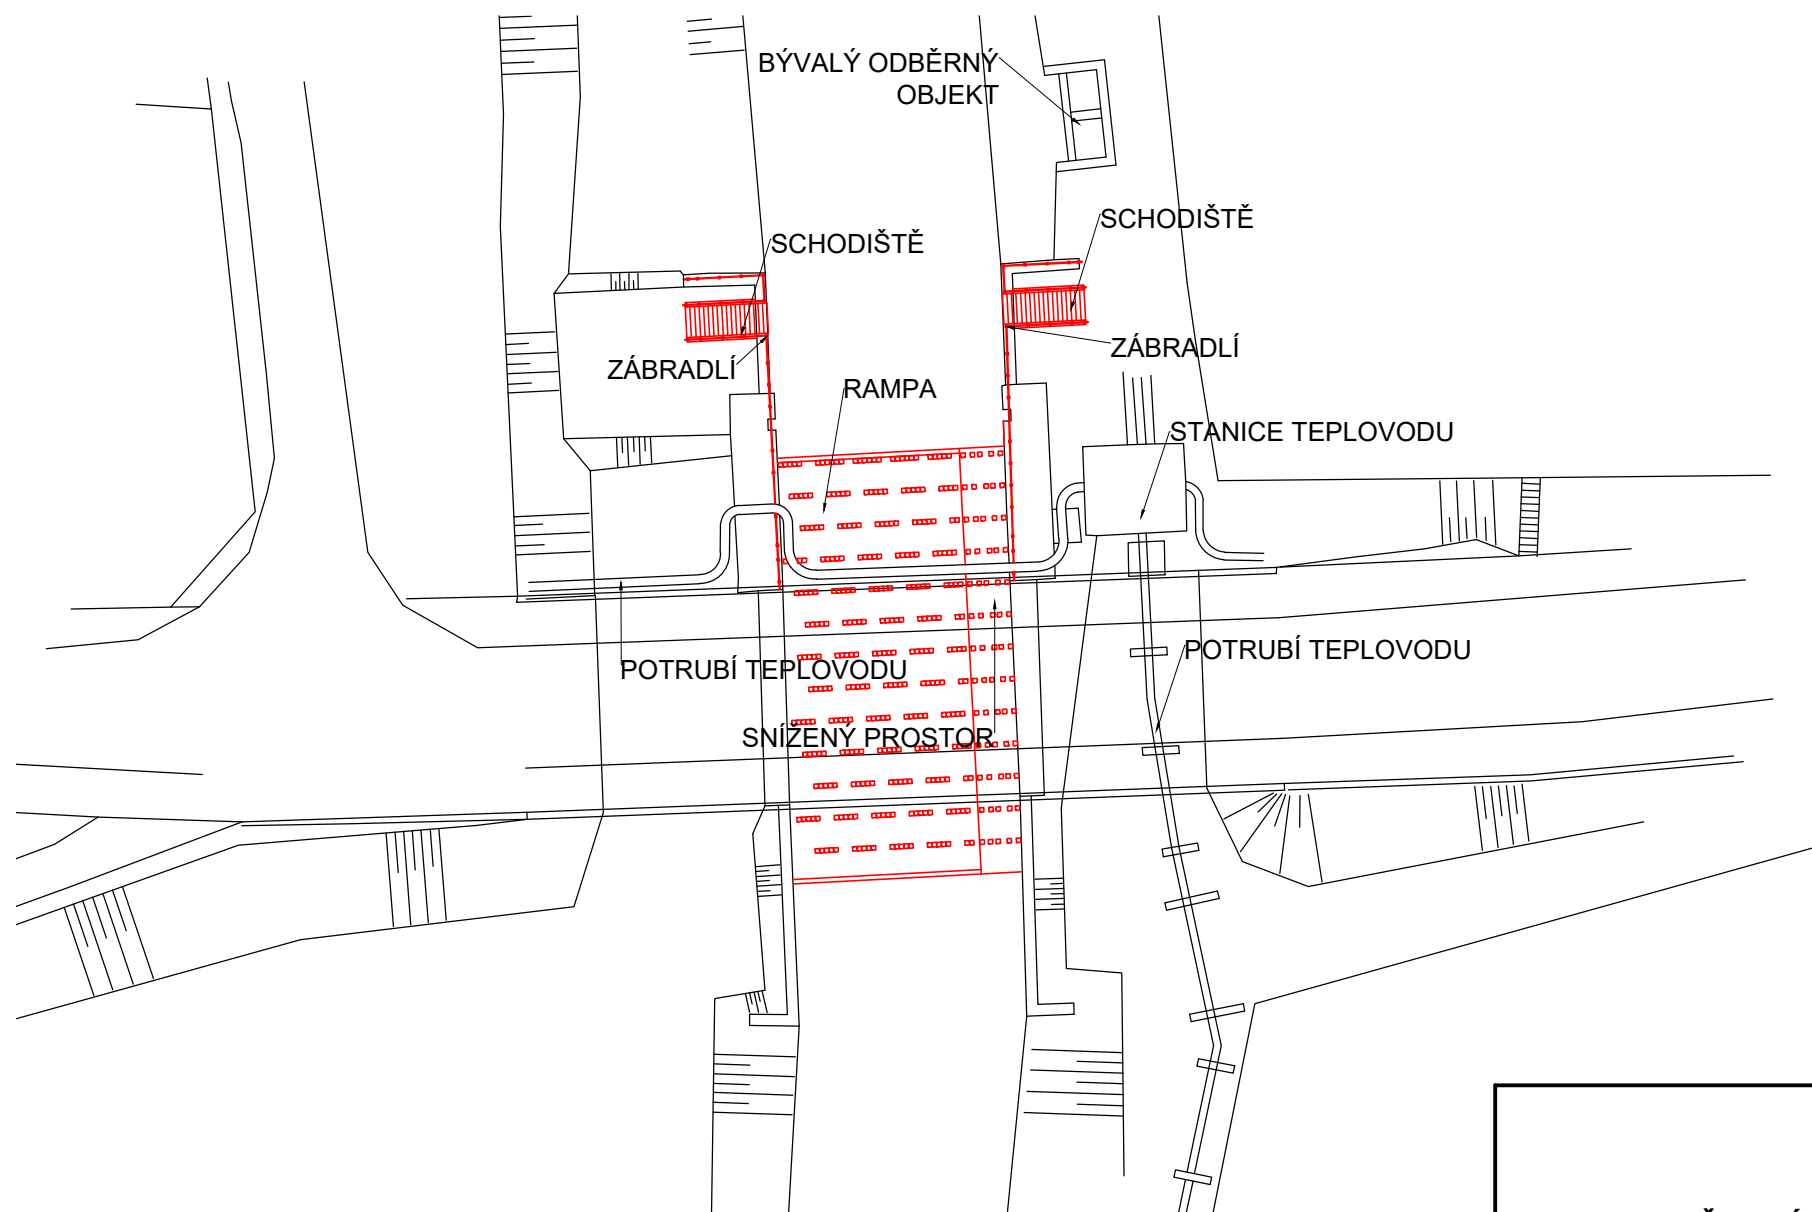 BÝVALÝ ODBĚRNÝ
OBJEKT
SCHODIŠTĚ
SCHODIŠTĚ
ZÁBRADLÍ
ZÁBRADLÍ
RAMPA
STANICE TEPLOVODU
POTRUBÍ TEPLOVODU
POTRUBÍ TEPLOVODU
SNÍŽENÝ PROSTOR